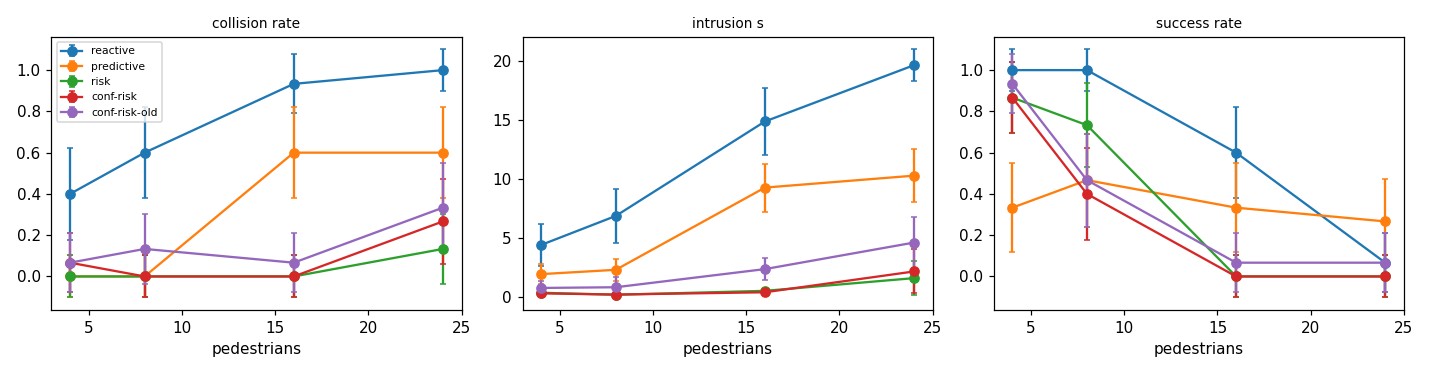 collision rate
reactive
predictive
risk
conf-risk
conf-risk-old
1.0
0.8
0.6
0.4
0.2
0.0
5
10
15
20
25
pedestrians
intrusion s
20
15
10
5
0
5
10
15
20
25
pedestrians
success rate
1.0
0.8
0.6
0.4
0.2
0.0
5
10
15
20
25
pedestrians